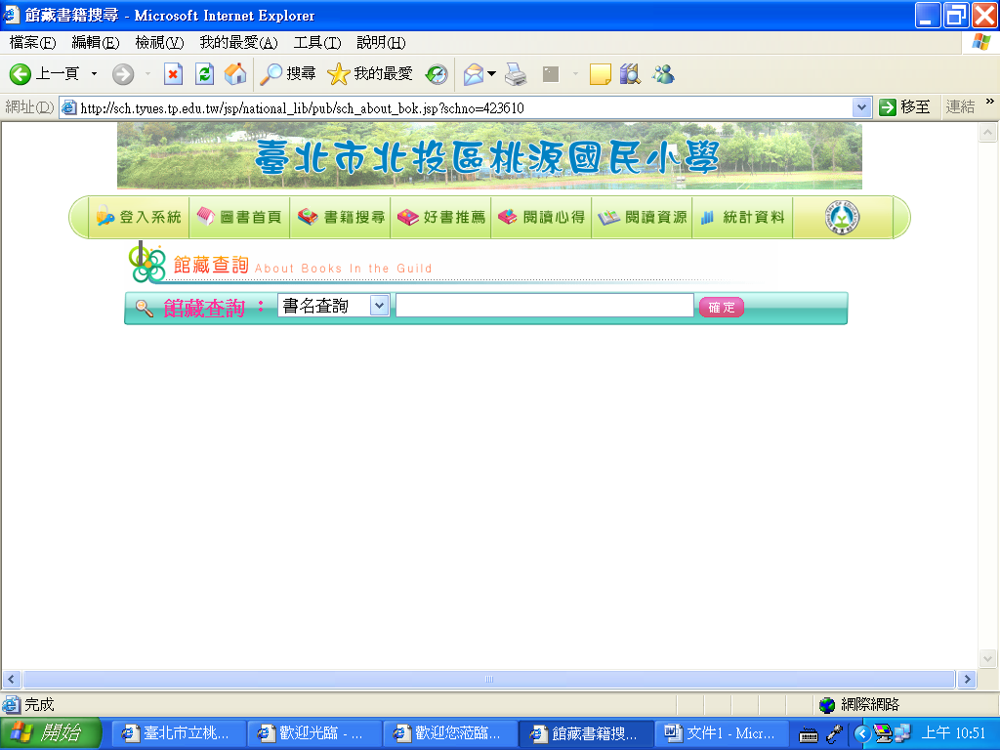 館藏書籍搜尋 - Microsoft Internet Explorer
檔案(F) 編輯(E) 檢視(V) 我的最愛(A) 工具(T) 說明(H)
上一頁 搜尋 我的最愛
網址(D) http://sch.tyues.tp.edu.tw/jsp/national_lib/pub/sch_about_bok.jsp?schno=423610 移至 連結 »
臺北市北投區桃源國民小學
登入系統 圖書首頁 書籍搜尋 好書推薦 閱讀心得 閱讀資源 統計資料
館藏查詢 About Books In the Guild
館藏查詢： 書名查詢 確定
完成 網際網路
開始 臺北市立桃... 歡迎光臨 - ... 歡迎您蒞臨... 館藏書籍搜... 文件1 - Micr... 上午 10:51